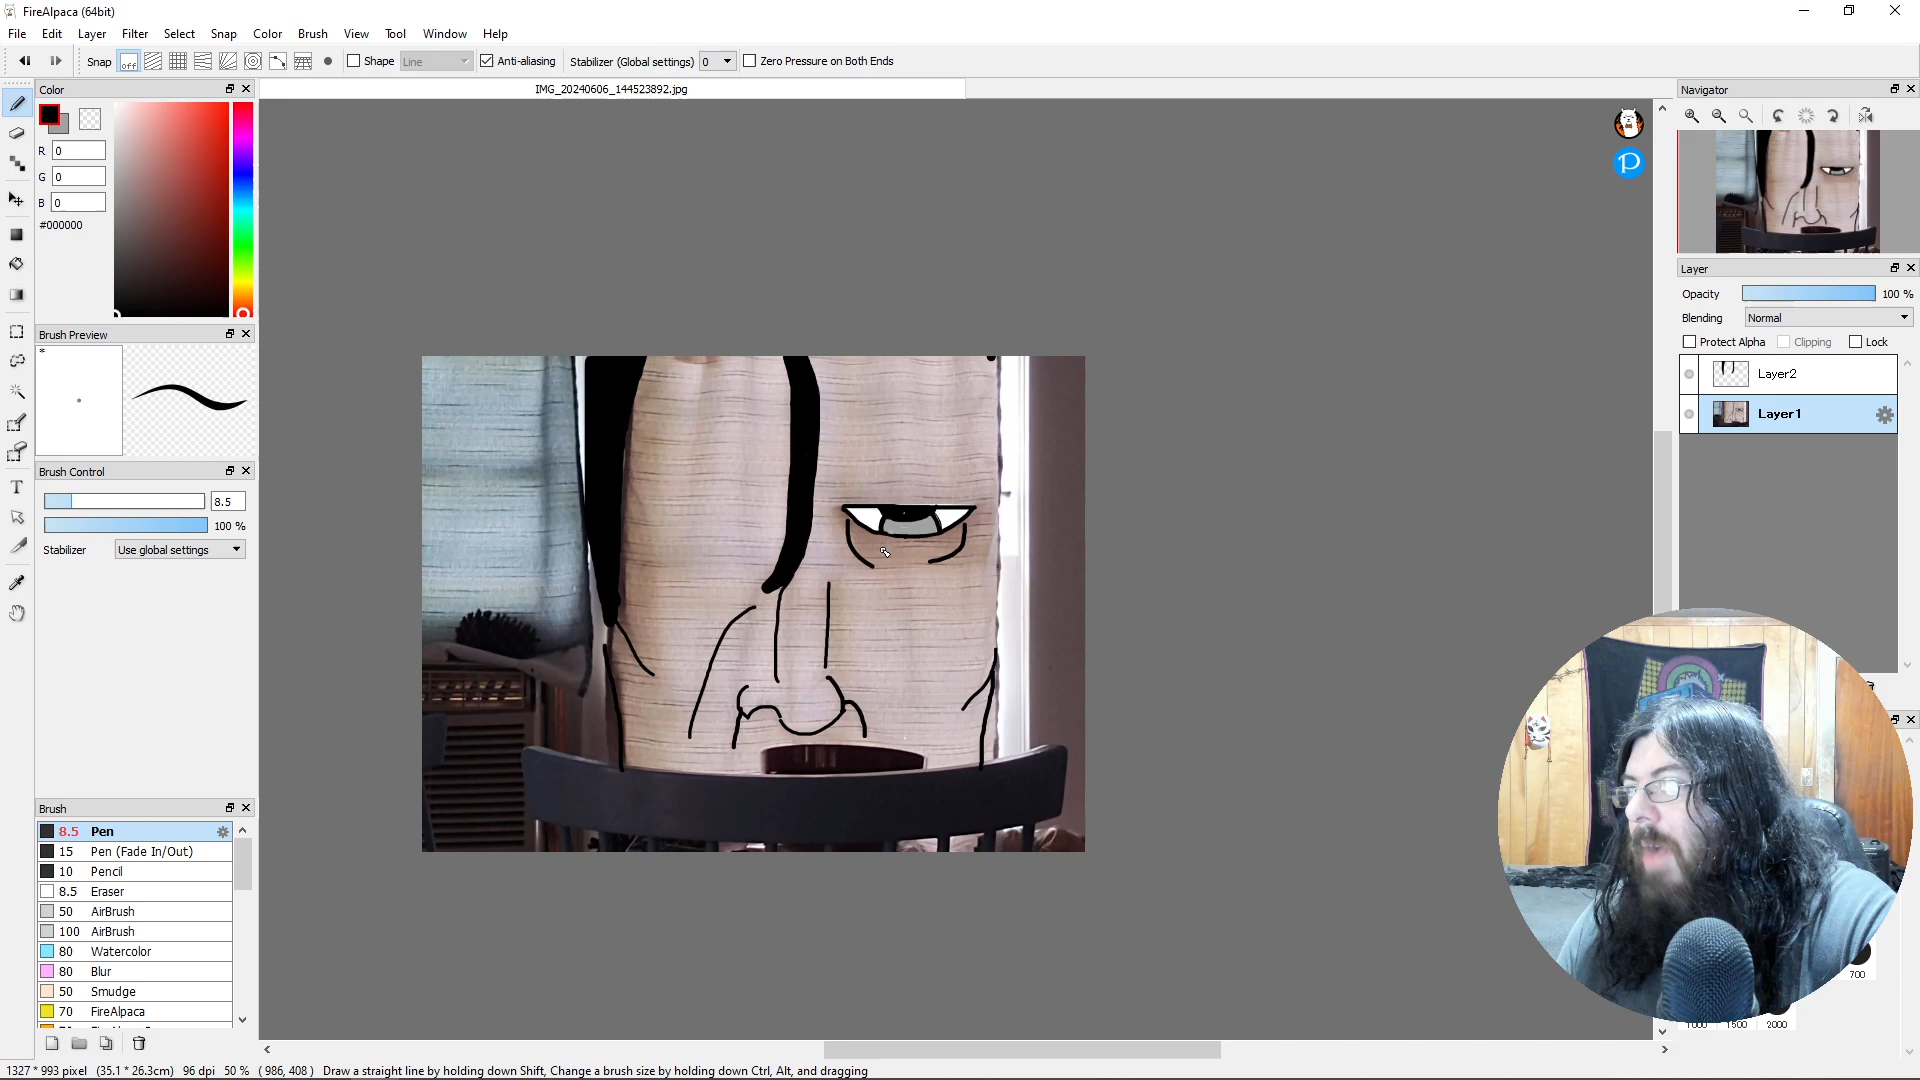 FireAlpaca (64bit)
File Edit Layer Filter Select Snap Color Brush View Tool Window Help
Snap off Shape Line Anti-aliasing Stabilizer (Global settings) 0 Zero Pressure on Both Ends
Color
IMG_20240606_144523892.jpg
Navigator
R 0
G 0
B 0
#000000
Layer
Opacity 100 %
Blending Normal
Protect Alpha Clipping Lock
Layer2
Layer1
Brush Preview
*
Brush Control
8.5
100 %
Stabilizer Use global settings
Brush
8.5 Pen
15 Pen (Fade In/Out)
10 Pencil
8.5 Eraser
50 AirBrush
100 AirBrush
80 Watercolor
80 Blur
50 Smudge
70 FireAlpaca
700
1000 1500 2000
1327 * 993 pixel (35.1 * 26.3cm) 96 dpi 50 % ( 986, 408 ) Draw a straight line by holding down Shift, Change a brush size by holding down Ctrl, Alt, and dragging